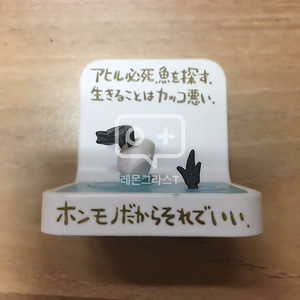 アヒル必死魚を探す.
生きることはカッコ悪い.
레몬그라스T
ホンモノだからそれでいい.